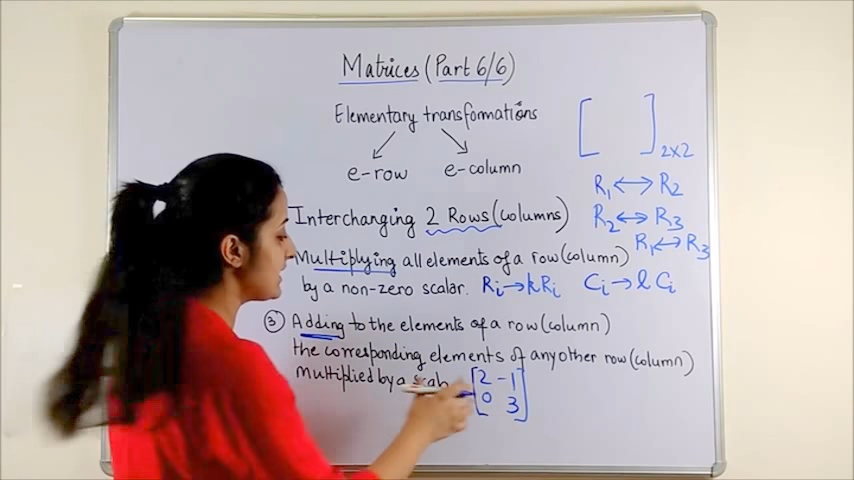 Matrices (Part 6/6)
Elementary transfomations
e-row e-column
[ ] 2x2
R₁ ↔ R₂
Interchanging 2 Rows (columns)
R₂ ↔ R₃
R₁ ↔ R₃
Multiplying all elements of a row (column)
by a non-zero scalar. Rᵢ → kRᵢ Cᵢ → lCᵢ
③ Adding to the elements of a row (column)
the corresponding elements of any other row (column)
multiplied by a
[2 -1
0 3]